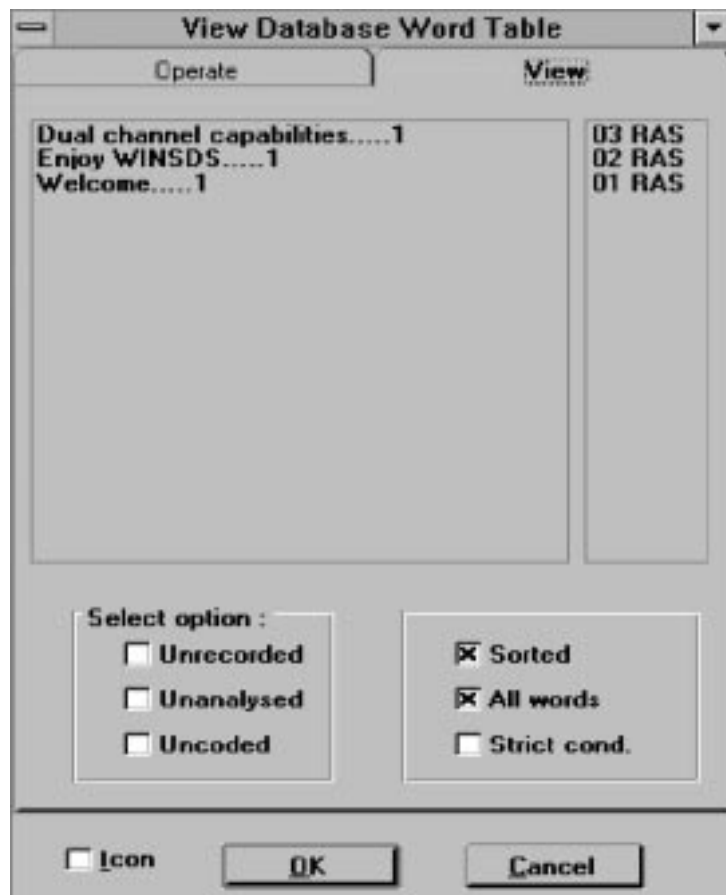 View Database Word Table
Operate View
Dual channel capabilities.....1 03 RAS
Enjoy WINSDS.....1 02 RAS
Welcome.....1 01 RAS
Select option :
Unrecorded Sorted
Unanalysed All words
Uncoded Strict cond.
Icon OK Cancel